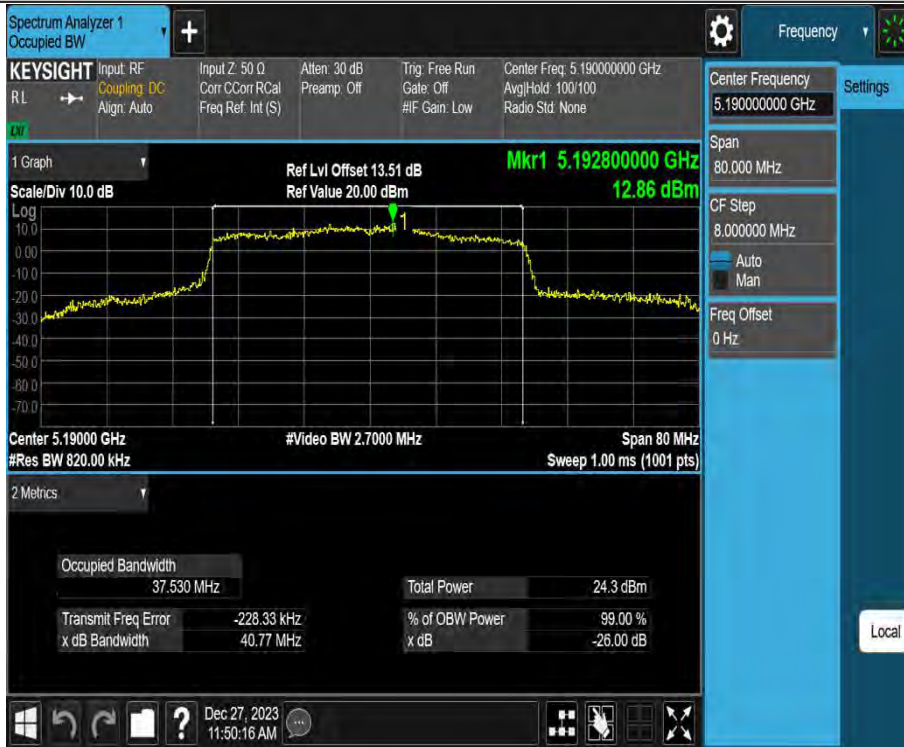 Spectrum Analyzer 1
Occupied BW
+
Frequency
KEYSIGHT
RL
LXI
Input: RF
Coupling: DC
Align: Auto
Input Z: 50 Ω
Corr CCorr RCal
Freq Ref: Int (S)
Atten: 30 dB
Preamp: Off
Trig: Free Run
Gate: Off
#IF Gain: Low
Center Freq: 5.190000000 GHz
Avg|Hold: 100/100
Radio Std: None
Center Frequency
5.190000000 GHz
Settings
Span
80.000 MHz
CF Step
8.000000 MHz
Auto
Man
Freq Offset
0 Hz
Local
1 Graph
Scale/Div 10.0 dB
Ref Lvl Offset 13.51 dB
Ref Value 20.00 dBm
Mkr1 5.192800000 GHz
12.86 dBm
Log
10.0
0.00
-10.0
-20.0
-30.0
-40.0
-50.0
-60.0
-70.0
1
Center 5.19000 GHz
#Res BW 820.00 kHz
#Video BW 2.7000 MHz
Span 80 MHz
Sweep 1.00 ms (1001 pts)
2 Metrics
Occupied Bandwidth
37.530 MHz
Total Power 24.3 dBm
Transmit Freq Error -228.33 kHz
% of OBW Power 99.00 %
x dB Bandwidth 40.77 MHz
x dB -26.00 dB
?
Dec 27, 2023
11:50:16 AM